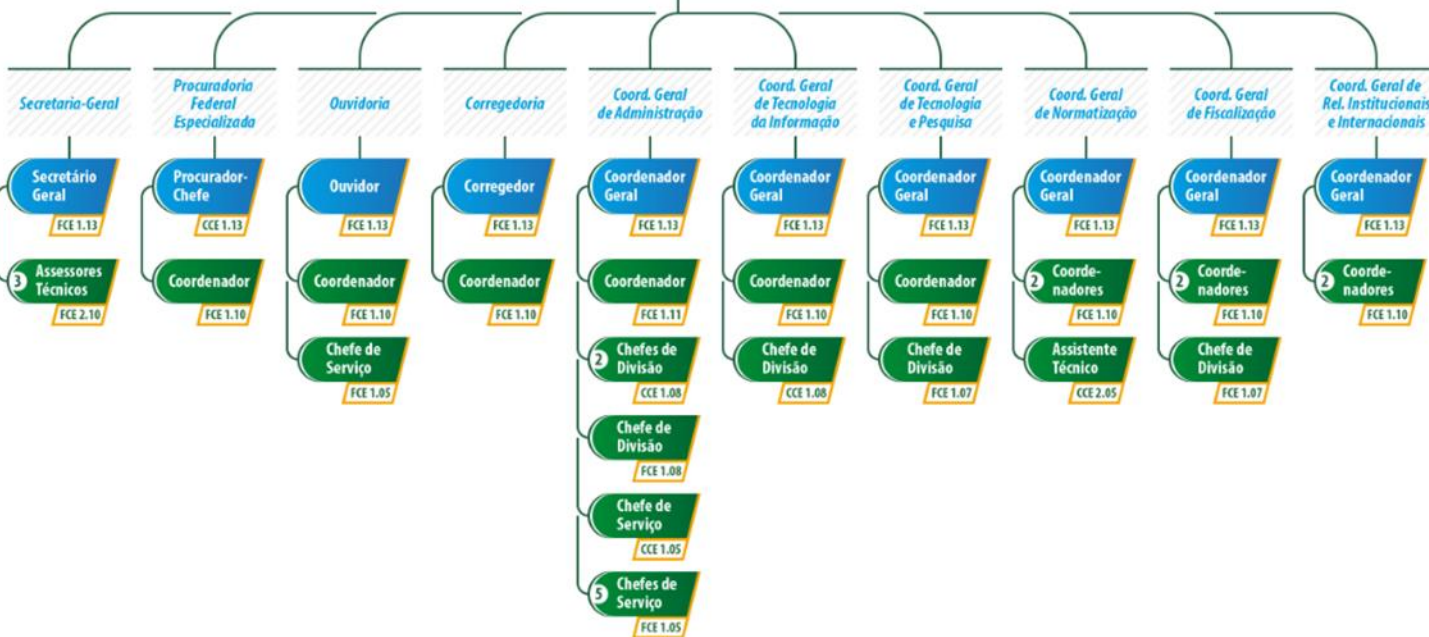 Secretaria-Geral
Secretário
Geral
FCE 1.13
3
Assessores
Técnicos
FCE 2.10
Procuradoria
Federal
Especializada
Procurador-
Chefe
CCE 1.13
Coordenador
FCE 1.10
Ouvidoria
Ouvidor
FCE 1.13
Coordenador
FCE 1.10
Chefe de
Serviço
FCE 1.05
Corregedoria
Corregedor
FCE 1.13
Coordenador
FCE 1.10
Coord. Geral
de Administração
Coordenador
Geral
FCE 1.13
Coordenador
FCE 1.11
2
Chefes de
Divisão
CCE 1.08
Chefe de
Divisão
FCE 1.08
Chefe de
Serviço
CCE 1.05
5
Chefes de
Serviço
FCE 1.05
Coord. Geral
de Tecnologia
da Informação
Coordenador
Geral
FCE 1.13
Coordenador
FCE 1.10
Chefe de
Divisão
CCE 1.08
Coord. Geral
de Tecnologia
e Pesquisa
Coordenador
Geral
FCE 1.13
Coordenador
FCE 1.10
Chefe de
Divisão
FCE 1.07
Coord. Geral
de Normatização
Coordenador
Geral
FCE 1.13
2
Coorde-
nadores
FCE 1.10
Assistente
Técnico
CCE 2.05
Coord. Geral
de Fiscalização
Coordenador
Geral
FCE 1.13
2
Coorde-
nadores
FCE 1.10
Chefe de
Divisão
FCE 1.07
Coord. Geral de
Rel. Institucionais
e Internacionais
Coordenador
Geral
FCE 1.13
2
Coorde-
nadores
FCE 1.10